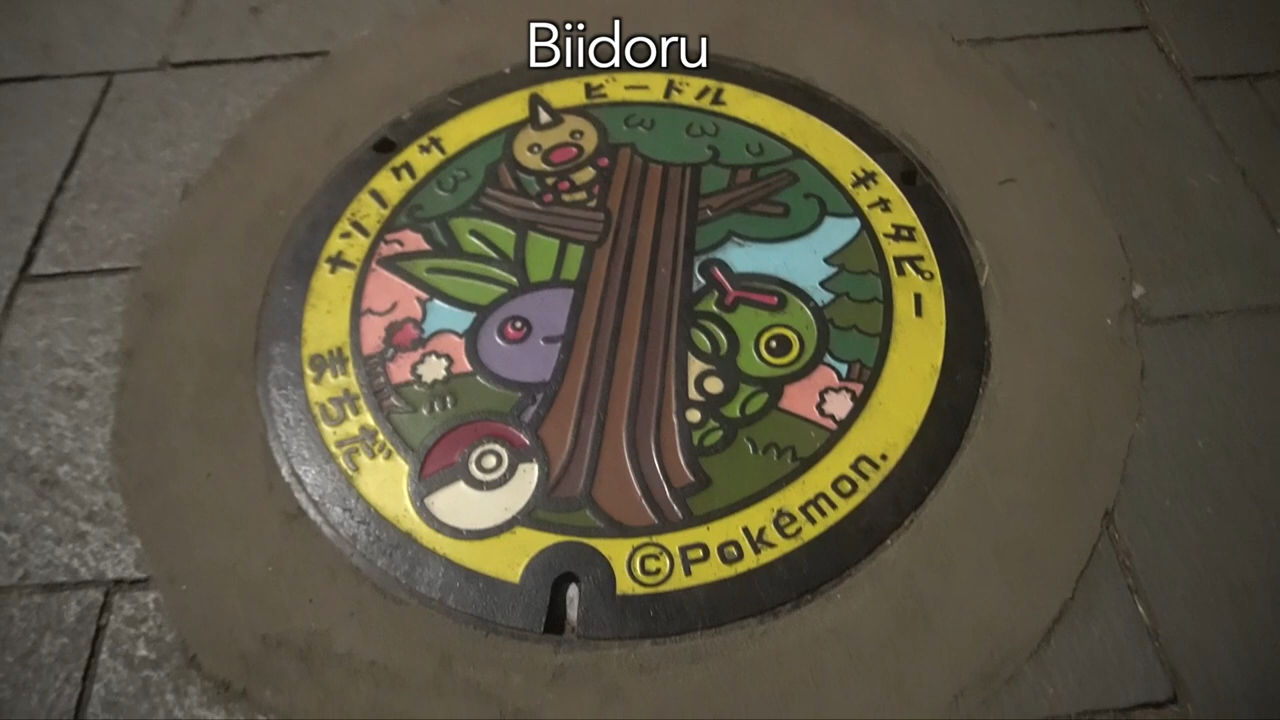 Biidoru
ビードル
キャタピー
ナゾノクサ
まちだ
©Pokémon.